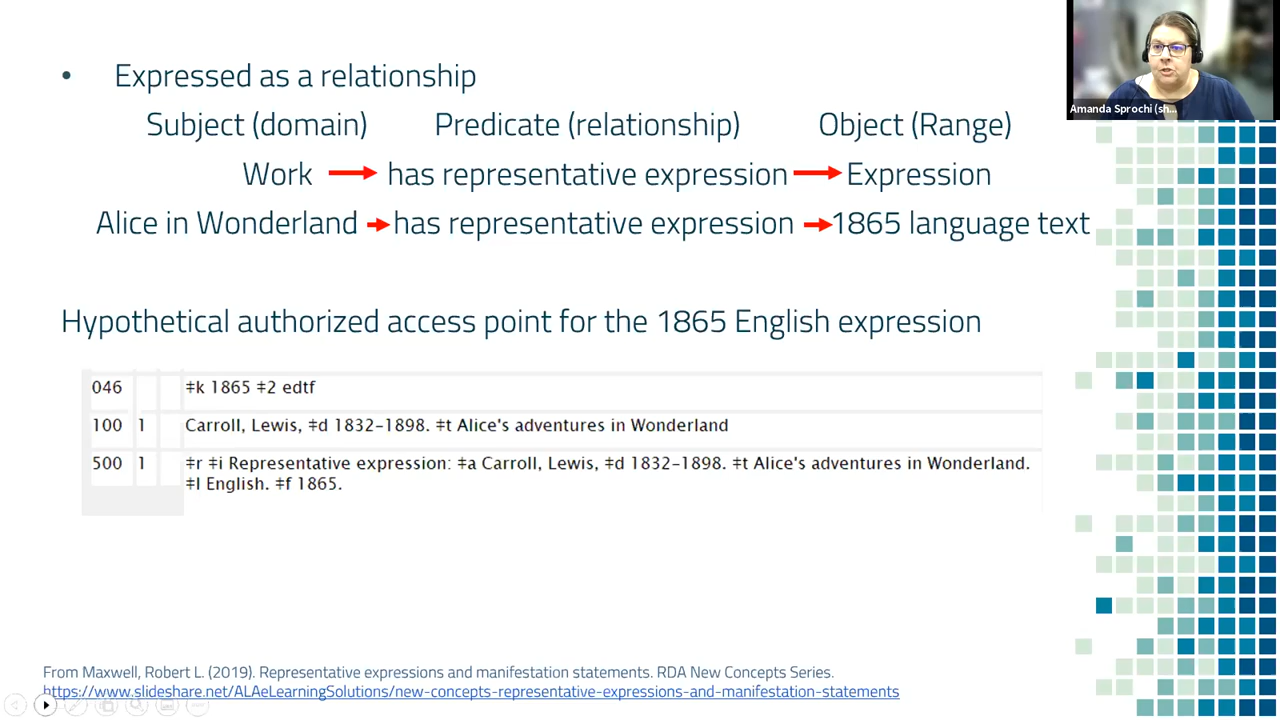 • Expressed as a relationship
Subject (domain) Predicate (relationship) Object (Range)
Work has representative expression Expression
Alice in Wonderland has representative expression 1865 language text
Hypothetical authorized access point for the 1865 English expression
046 ‡k 1865 ‡2 edtf
100 1 Carroll, Lewis, ‡d 1832-1898. ‡t Alice's adventures in Wonderland
500 1 ‡r ‡i Representative expression: ‡a Carroll, Lewis, ‡d 1832-1898. ‡t Alice's adventures in Wonderland.
‡l English. ‡f 1865.
From Maxwell, Robert L. (2019). Representative expressions and manifestation statements. RDA New Concepts Series.
https://www.slideshare.net/ALAeLearningSolutions/new-concepts-representative-expressions-and-manifestation-statements
Amanda Sprochi (sh...